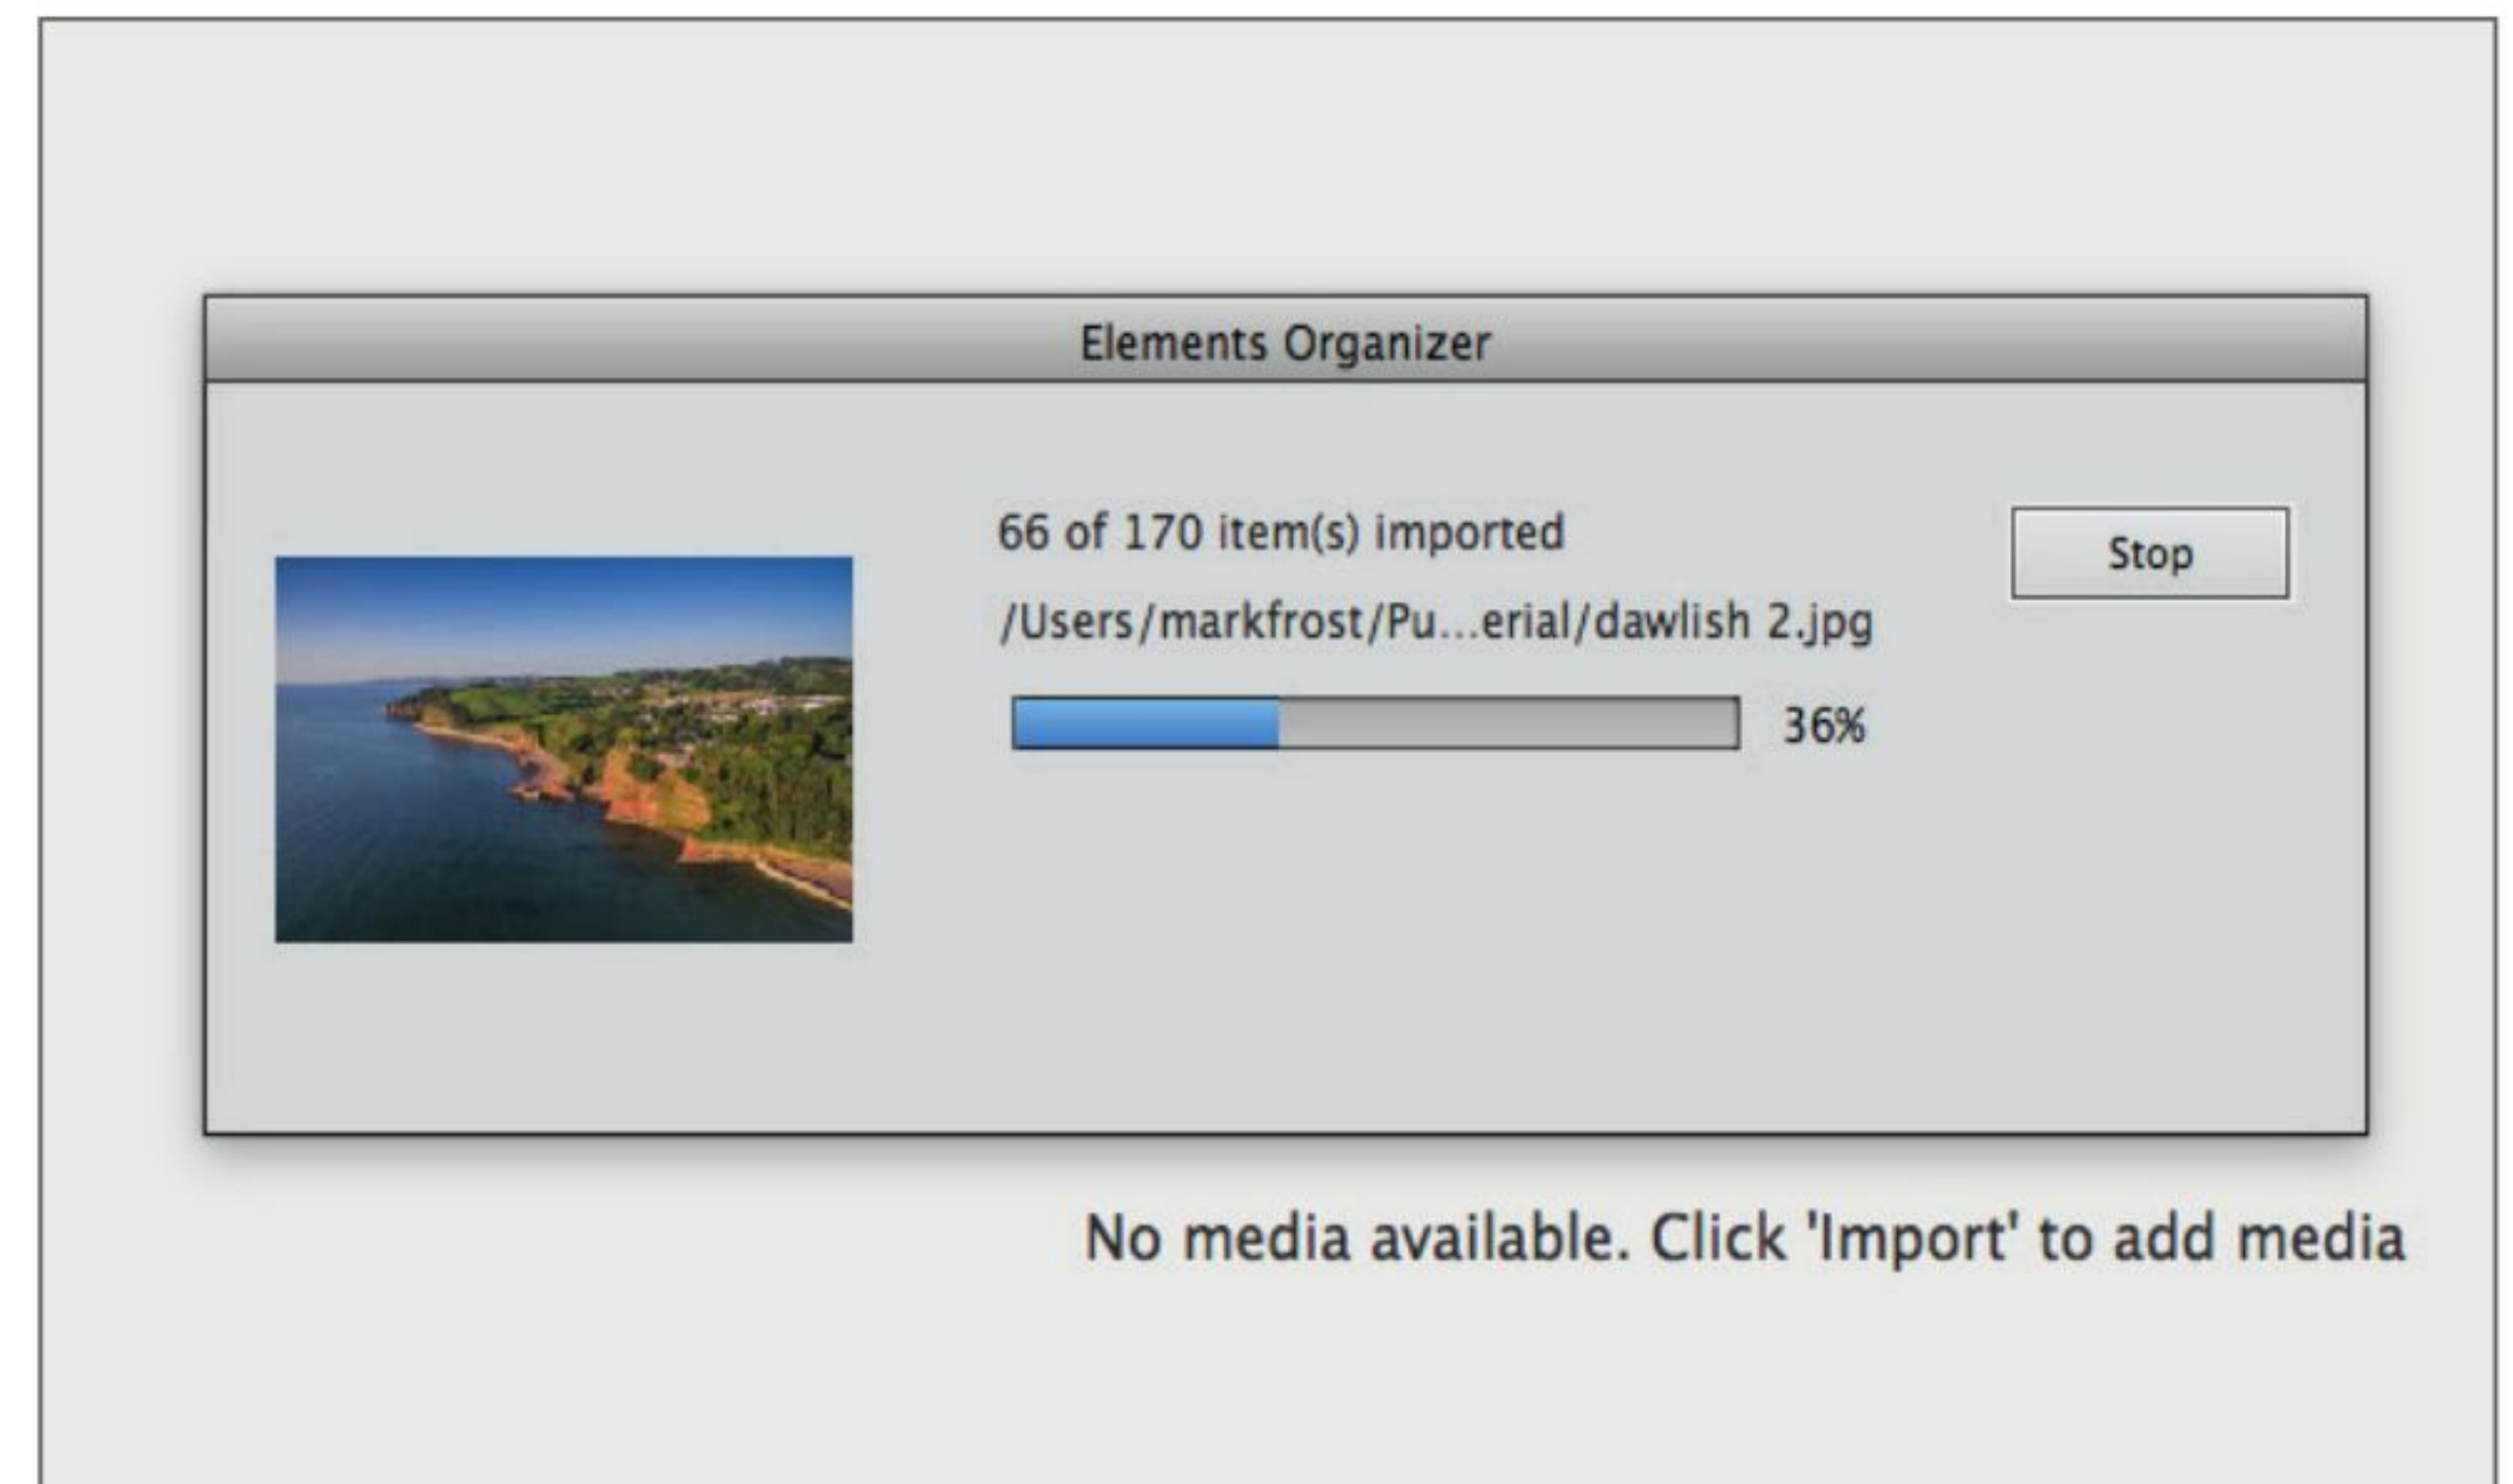 Elements Organizer
66 of 170 item(s) imported
Stop
/Users/markfrost/Pu...erial/dawlish 2.jpg
36%
No media available. Click 'Import' to add media